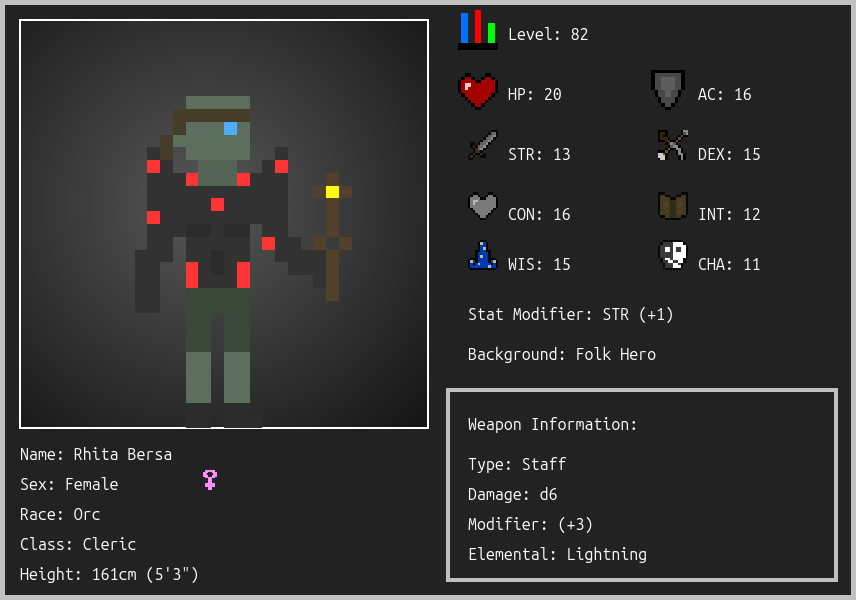 Level: 82
HP: 20
AC: 16
STR: 13
DEX: 15
CON: 16
INT: 12
WIS: 15
CHA: 11
Stat Modifier: STR (+1)
Background: Folk Hero
Weapon Information:
Type: Staff
Damage: d6
Modifier: (+3)
Elemental: Lightning
Name: Rhita Bersa
Sex: Female
Race: Orc
Class: Cleric
Height: 161cm (5'3")